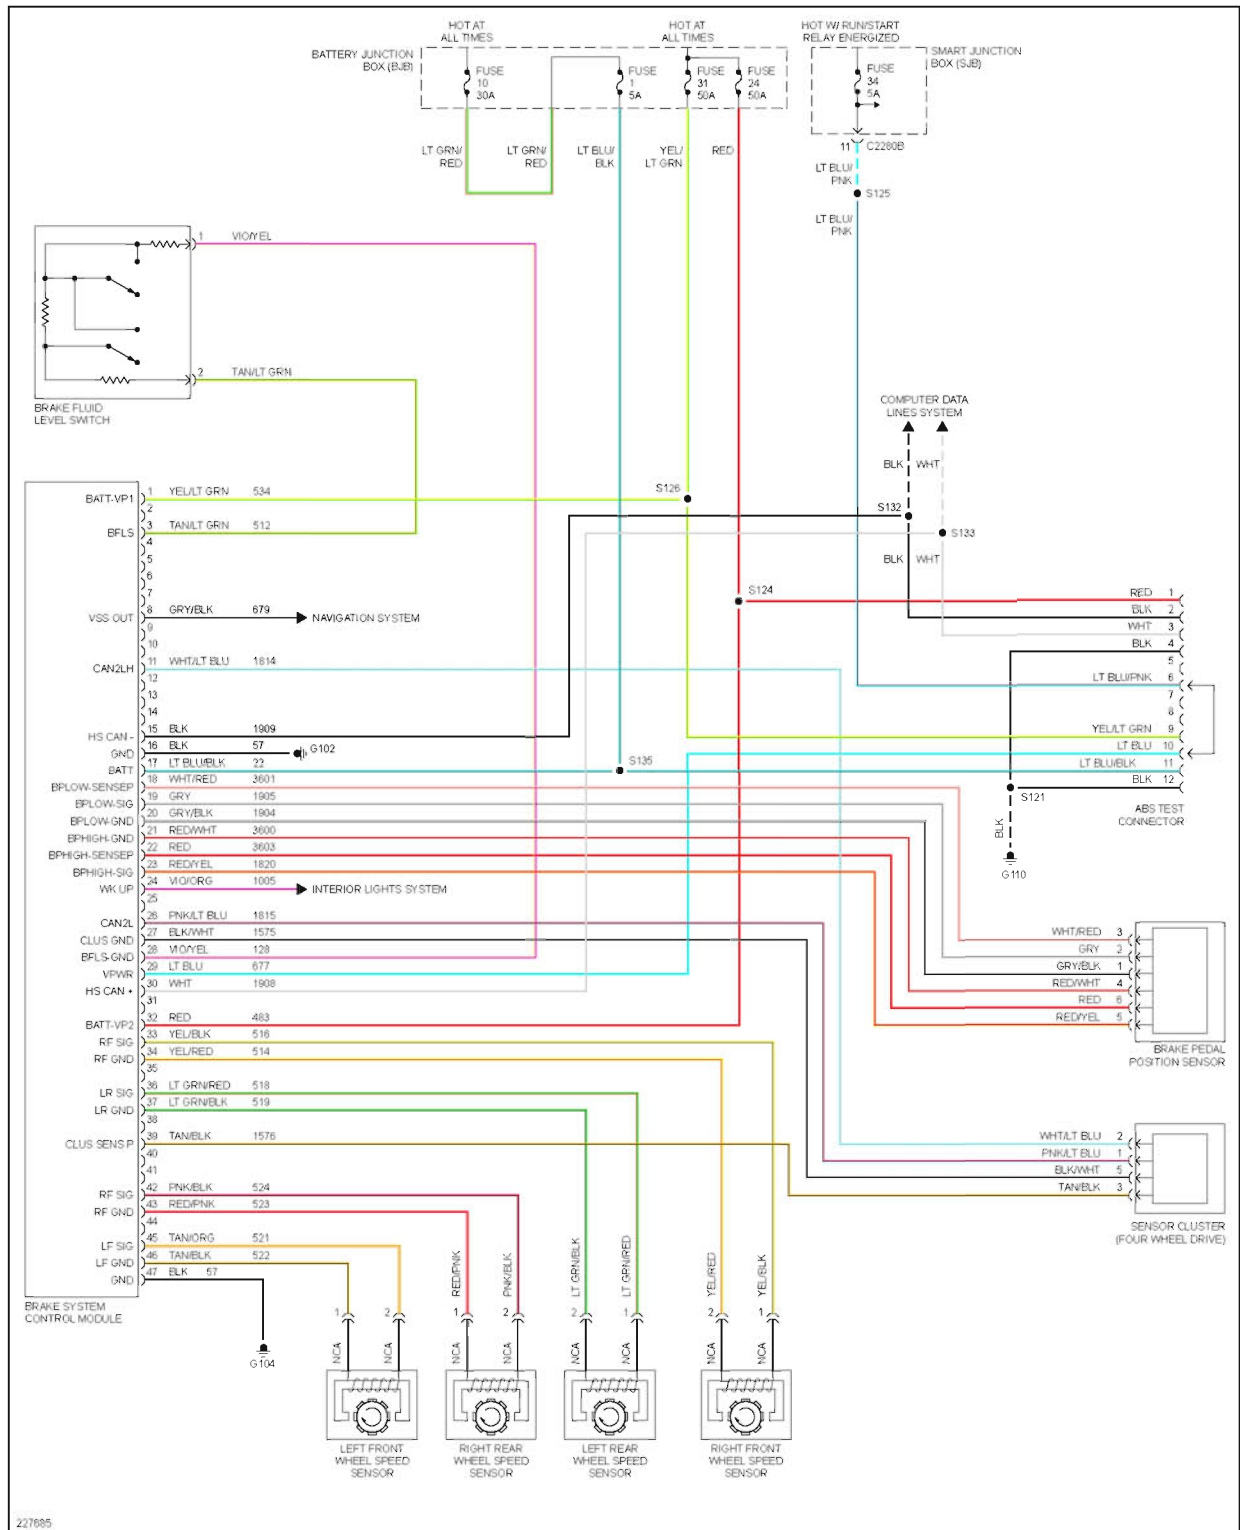 HOT AT
ALL TIMES
HOT AT
ALL TIMES
HOT W/ RUN/START
RELAY ENERGIZED
BATTERY JUNCTION
BOX (BJB)
FUSE
10
30A
FUSE
1
5A
FUSE
31
50A
FUSE
24
50A
FUSE
34
5A
SMART JUNCTION
BOX (SJB)
11 C2280B
LT GRN/
RED
LT GRN/
RED
LT BLU/
BLK
YEL/
LT GRN
RED
LT BLU/
PNK
S125
LT BLU/
PNK
1 VIO/YEL
2 TAN/LT GRN
BRAKE FLUID
LEVEL SWITCH
COMPUTER DATA
LINES SYSTEM
BLK WHT
S126
S132
S133
BLK WHT
S124
S135
BATT-VP1 1 YEL/LT GRN 534
2
BFLS 3 TAN/LT GRN 512
4
5
6
7
VSS OUT 8 GRY/BLK 679 NAVIGATION SYSTEM
9
10
CAN2LH 11 WHT/LT BLU 1814
12
13
14
HS CAN - 15 BLK 1909
GND 16 BLK 57 G102
BATT 17 LT BLU/BLK 22
BPLOW-SENSEP 18 WHT/RED 3601
BPLOW-SIG 19 GRY 1905
BPLOW-GND 20 GRY/BLK 1904
BPHIGH-GND 21 RED/WHT 3600
BPHIGH-SENSEP 22 RED 3603
BPHIGH-SIG 23 RED/YEL 1820
WK UP 24 VIO/ORG 1005 INTERIOR LIGHTS SYSTEM
25
CAN2L 26 PNK/LT BLU 1815
CLUS GND 27 BLK/WHT 1575
BFLS-GND 28 VIO/YEL 128
VPWR 29 LT BLU 677
HS CAN + 30 WHT 1908
31
BATT-VP2 32 RED 483
RF SIG 33 YEL/BLK 516
RF GND 34 YEL/RED 514
35
LR SIG 36 LT GRN/RED 518
LR GND 37 LT GRN/BLK 519
38
CLUS SENS P 39 TAN/BLK 1576
40
41
RF SIG 42 PNK/BLK 524
RF GND 43 RED/PNK 523
44
LF SIG 45 TAN/ORG 521
LF GND 46 TAN/BLK 522
GND 47 BLK 57
BRAKE SYSTEM
CONTROL MODULE
G104
RED 1
BLK 2
WHT 3
BLK 4
5
LT BLU/PNK 6
7
8
YEL/LT GRN 9
LT BLU 10
LT BLU/BLK 11
BLK 12
S121
ABS TEST
CONNECTOR
BLK
G110
WHT/RED 3
GRY 2
GRY/BLK 1
RED/WHT 4
RED 6
RED/YEL 5
BRAKE PEDAL
POSITION SENSOR
WHT/LT BLU 2
PNK/LT BLU 1
BLK/WHT 5
TAN/BLK 3
SENSOR CLUSTER
(FOUR WHEEL DRIVE)
RED/PNK PNK/BLK LT GRN/BLK LT GRN/RED YEL/RED YEL/BLK
1 2 1 2 2 1 2 1
NCA NCA NCA NCA NCA NCA NCA NCA
LEFT FRONT
WHEEL SPEED
SENSOR
RIGHT REAR
WHEEL SPEED
SENSOR
LEFT REAR
WHEEL SPEED
SENSOR
RIGHT FRONT
WHEEL SPEED
SENSOR
227685